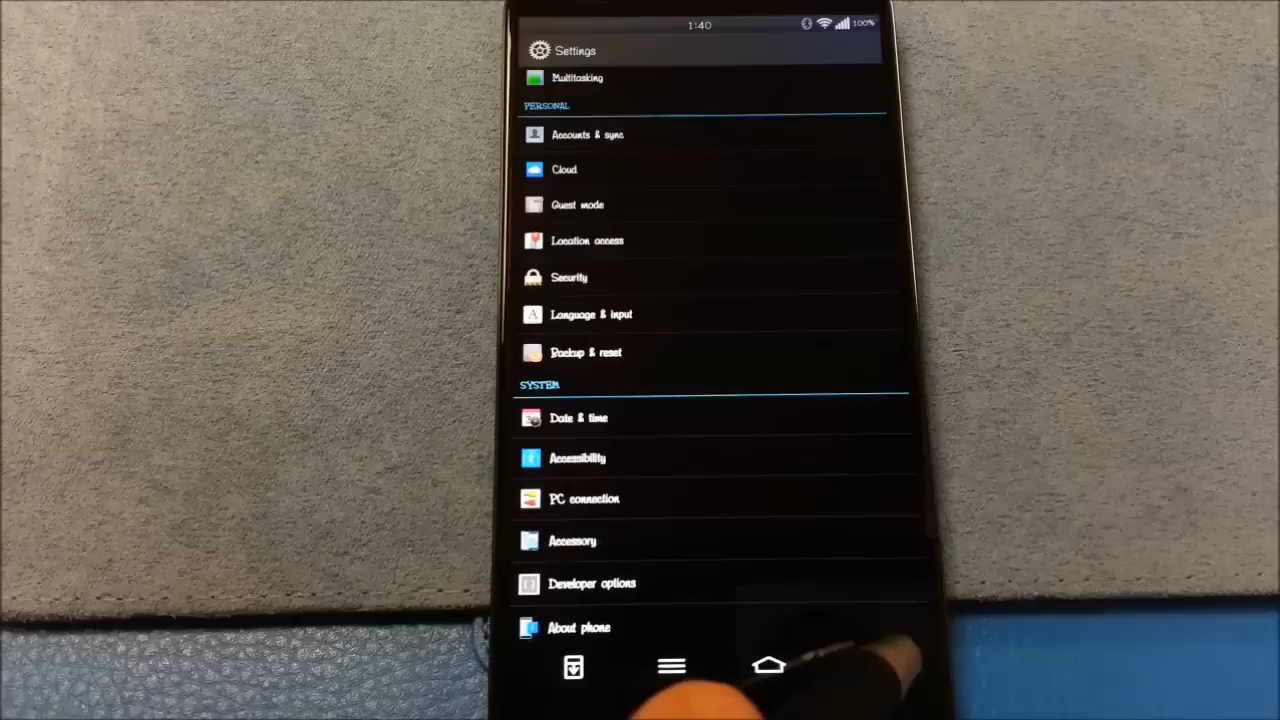 1:40
100%
Settings
Multitasking
PERSONAL
Accounts & sync
Cloud
Guest mode
Location access
Security
Language & input
Backup & reset
SYSTEM
Date & time
Accessibility
PC connection
Accessory
Developer options
About phone